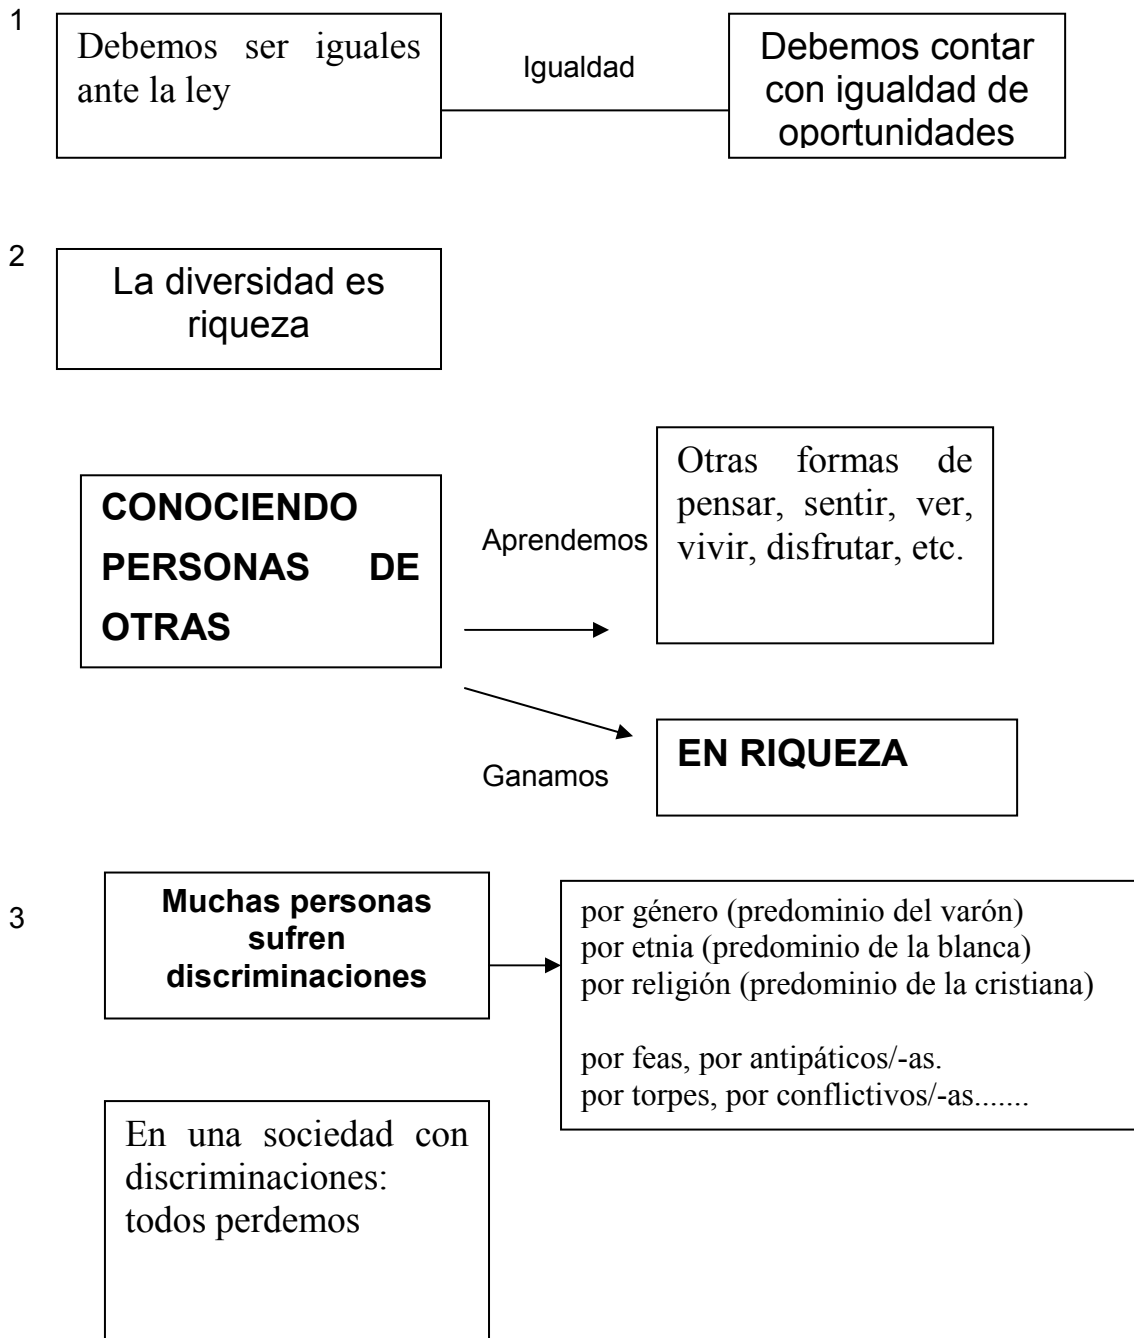 1
Debemos ser iguales
ante la ley
Igualdad
Debemos contar
con igualdad de
oportunidades
2
La diversidad es
riqueza
CONOCIENDO
PERSONAS DE
OTRAS
Aprendemos
Otras formas de
pensar, sentir, ver,
vivir, disfrutar, etc.
Ganamos
EN RIQUEZA
3
Muchas personas
sufren
discriminaciones
por género (predominio del varón)
por etnia (predominio de la blanca)
por religión (predominio de la cristiana)
por feas, por antipáticos/-as.
por torpes, por conflictivos/-as.......
En una sociedad con
discriminaciones:
todos perdemos